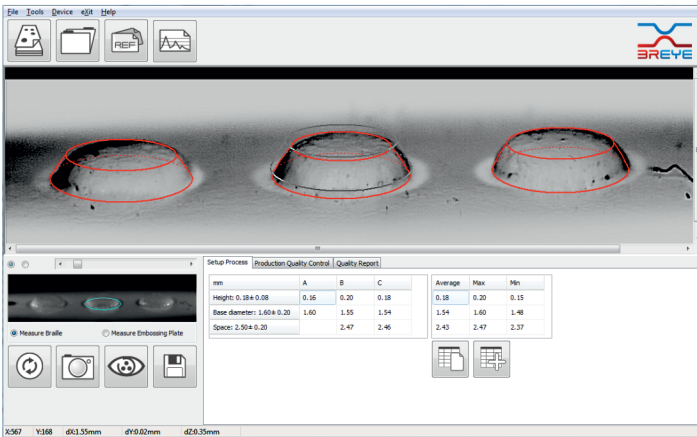 File Tools Device eXit Help
REF
3REYE
Setup Process Production Quality Control Quality Report
mm A B C Average Max Min
Height: 0.18± 0.08 0.16 0.20 0.18 0.18 0.20 0.15
Base diameter: 1.60± 0.20 1.60 1.55 1.54 1.54 1.60 1.48
Space: 2.50± 0.20 2.47 2.46 2.43 2.47 2.37
Measure Braille Measure Embossing Plate
X:567 Y:168 dX:1.55mm dY:0.02mm dZ:0.35mm